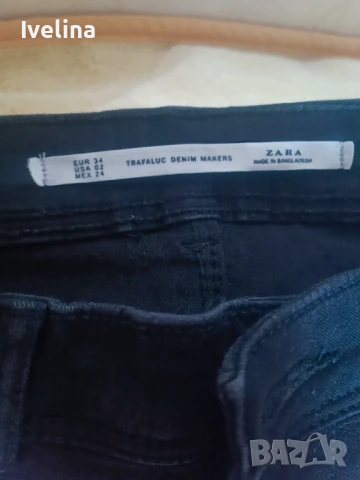 Ivelina
EUR 34
USA 02
MEX 24
TRAFALUC DENIM MAKERS
ZARA
MADE IN BANGLADESH
BAZAR